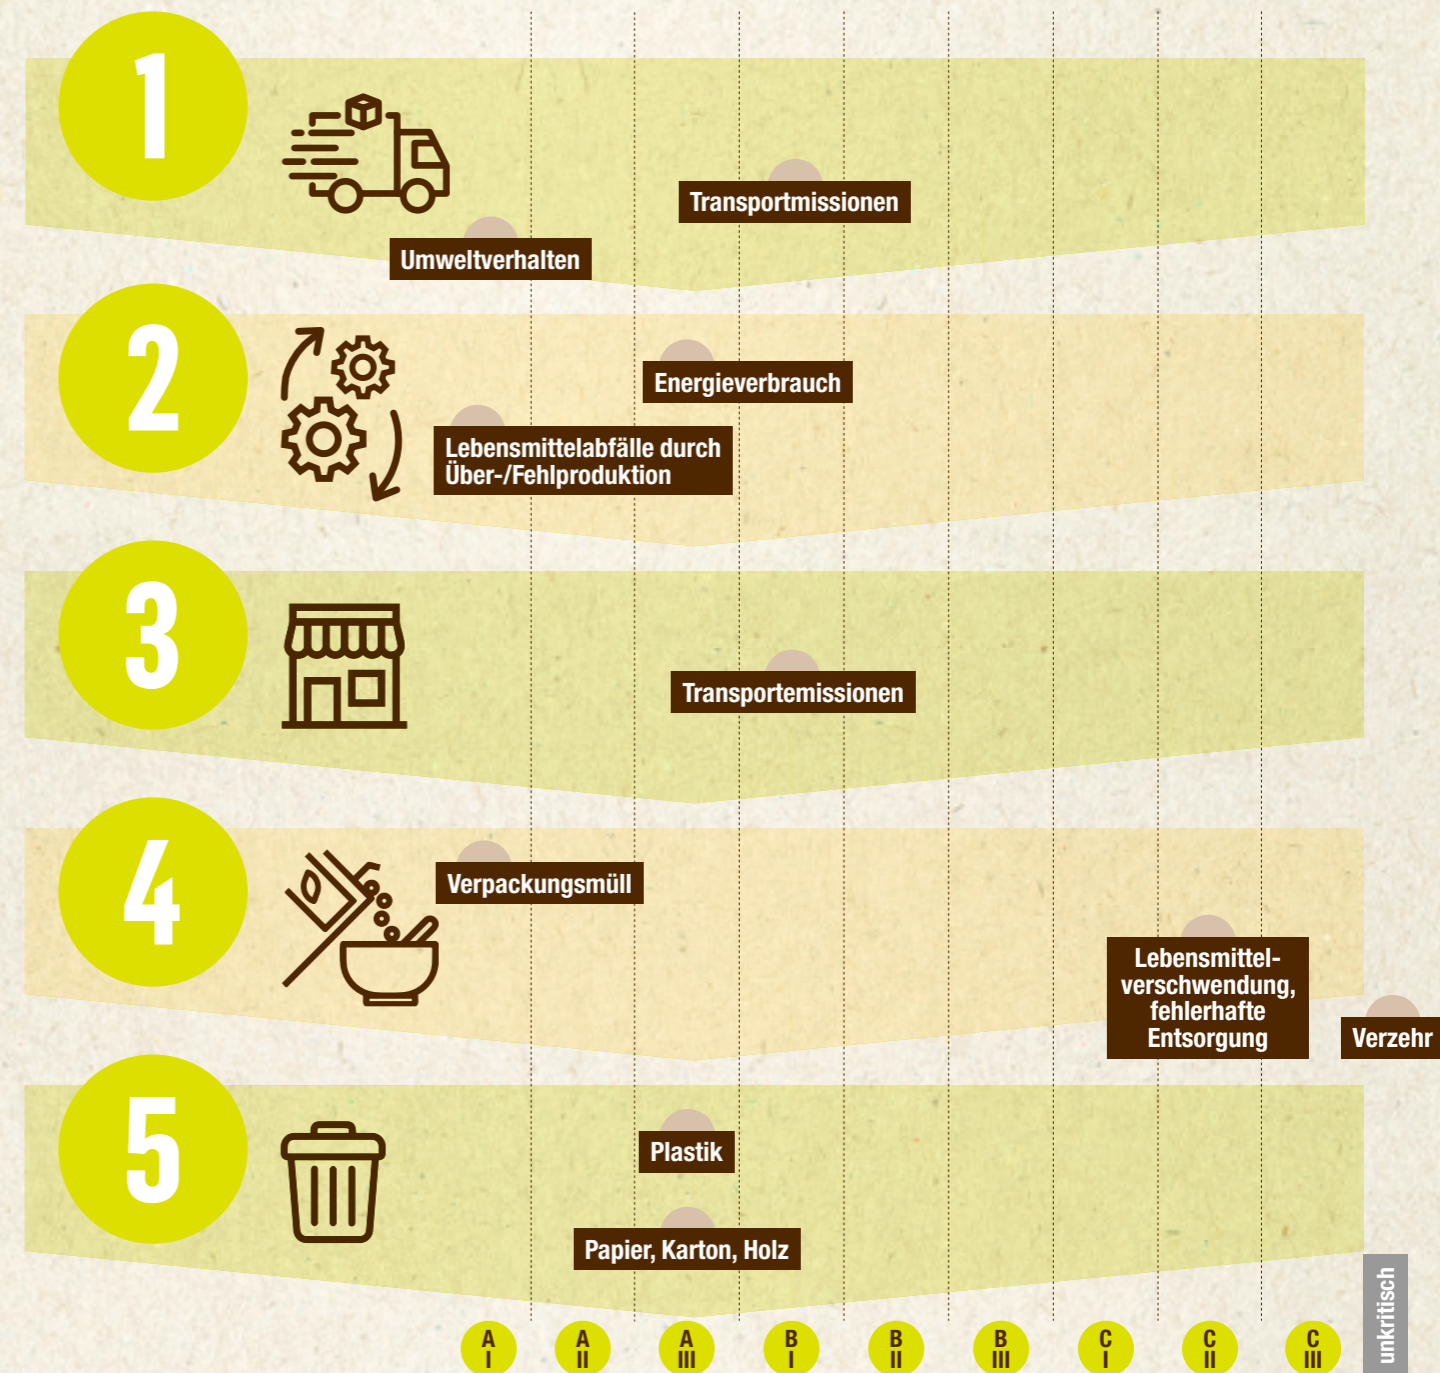 1
Transportmissionen
Umweltverhalten
2
Energieverbrauch
Lebensmittelabfälle durch
Über-/Fehlproduktion
3
Transportemissionen
4
Verpackungsmüll
Lebensmittel-
verschwendung,
fehlerhafte
Entsorgung
Verzehr
5
Plastik
Papier, Karton, Holz
unkritisch
A
I
A
II
A
III
B
I
B
II
B
III
C
I
C
II
C
III